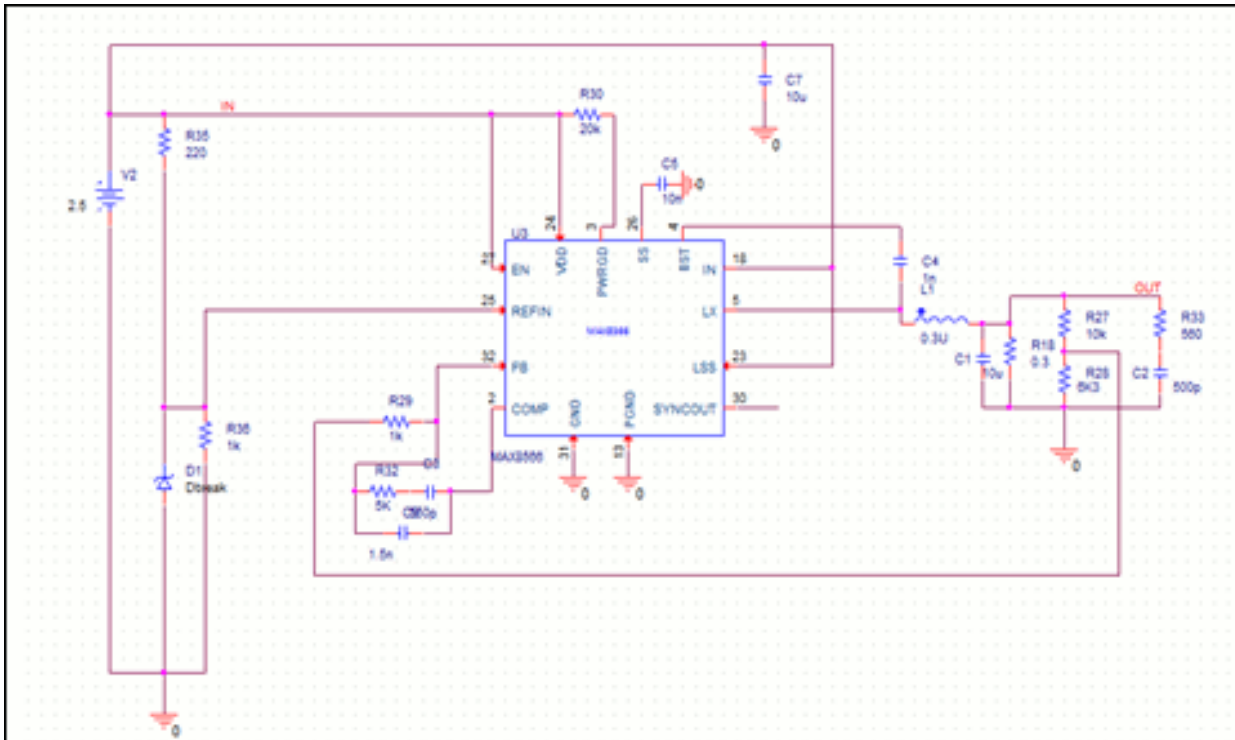 IN
R30
20k
C7
10u
0
R35
220
V2
2.5
C5
10n
0
U3
24
3
26
4
VDD
PWRGD
SS
BST
EN
IN
18
C4
1n
25
REFIN
LX
5
L1
0.3U
OUT
R27
10k
R33
560
32
FB
LSS
23
C1
10u
R18
0.3
R28
6K3
C2
500p
2
COMP
SYNCOUT
30
GND
PGND
31
13
0
0
0
R29
1k
R36
1k
D1
Dbreak
R32
5K
1.5n
0